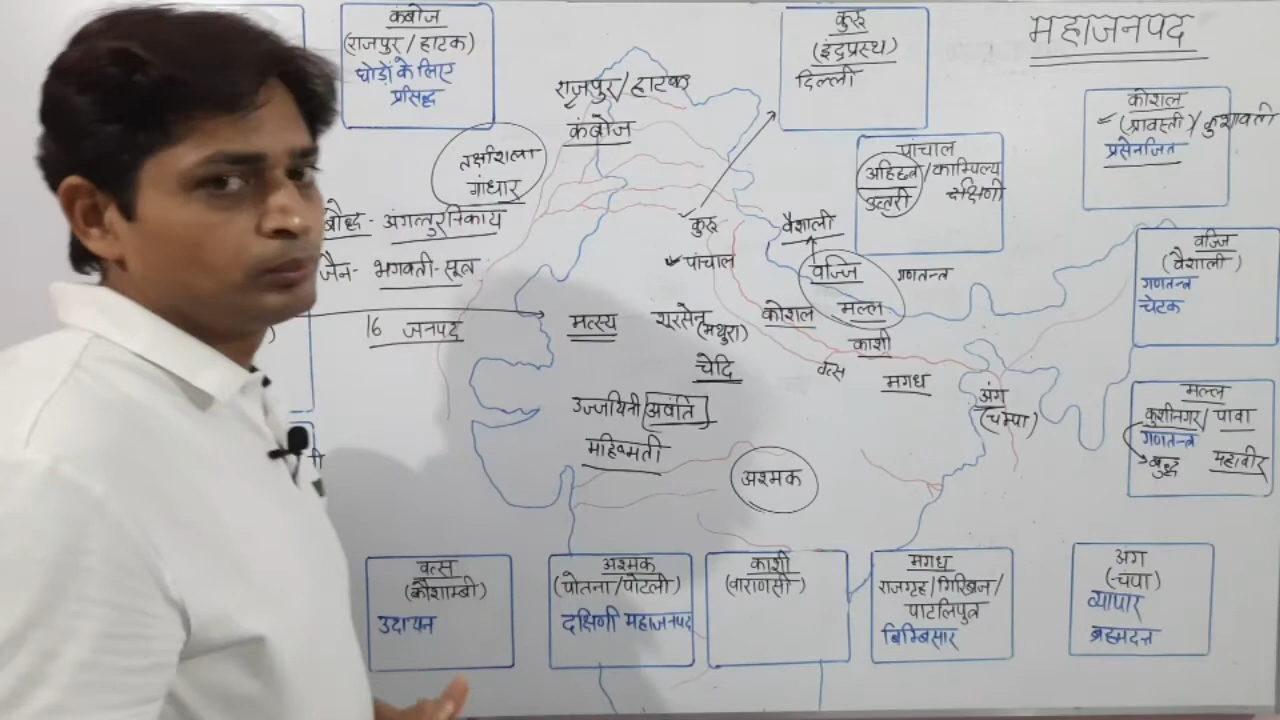 महाजनपद
कंबोज
(राजपुर/हाटक)
घोड़ों के लिए
प्रसिद्ध
कुरु
(इंद्रप्रस्थ)
दिल्ली
कोशल
(श्रावस्ती)/कुशावती
प्रसेनजित
पांचाल
अहिछत्र/काम्पिल्य
उत्तरी दक्षिणी
वज्जि
(वैशाली)
गणतन्त्र
चेटक
मल्ल
कुशीनगर/पावा
गणतन्त्र
बुद्ध महावीर
राजपुर/हाटक
कंबोज
तक्षशिला
गांधार
बौद्ध - अंगुत्तरनिकाय
जैन - भगवती-सूत्र
16 जनपद
कुरु
पांचाल
वैशाली
वज्जि गणतन्त्र
मल्ल
मत्स्य शूरसेन (मथुरा) कोशल
काशी
चेदि वत्स मगध
अंग
(चम्पा)
उज्जयिनी/अवंति
महिष्मती
अश्मक
वत्स
(कौशाम्बी)
उदायन
अश्मक
(पोतना/पोटली)
दक्षिणी महाजनपद
काशी
(वाराणसी)
मगध
राजगृह/गिरिब्रज/
पाटलिपुत्र
बिम्बिसार
अंग
(चंपा)
व्यापार
ब्रह्मदत्त